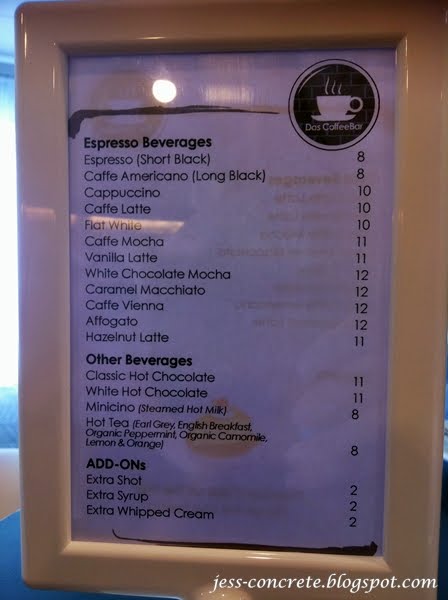 Das CoffeeBar
Espresso Beverages
Espresso (Short Black) 8
Caffe Americano (Long Black) 8
Cappuccino 10
Caffe Latte 10
Flat White 10
Caffe Mocha 11
Vanilla Latte 11
White Chocolate Mocha 12
Caramel Macchiato 12
Caffe Vienna 12
Affogato 12
Hazelnut Latte 11
Other Beverages
Classic Hot Chocolate 11
White Hot Chocolate 11
Minicino (Steamed Hot Milk) 8
Hot Tea (Earl Grey, English Breakfast,
Organic Peppermint, Organic Camomile,
Lemon & Orange) 8
ADD-ONs
Extra Shot 2
Extra Syrup 2
Extra Whipped Cream 2
jess-concrete.blogspot.com